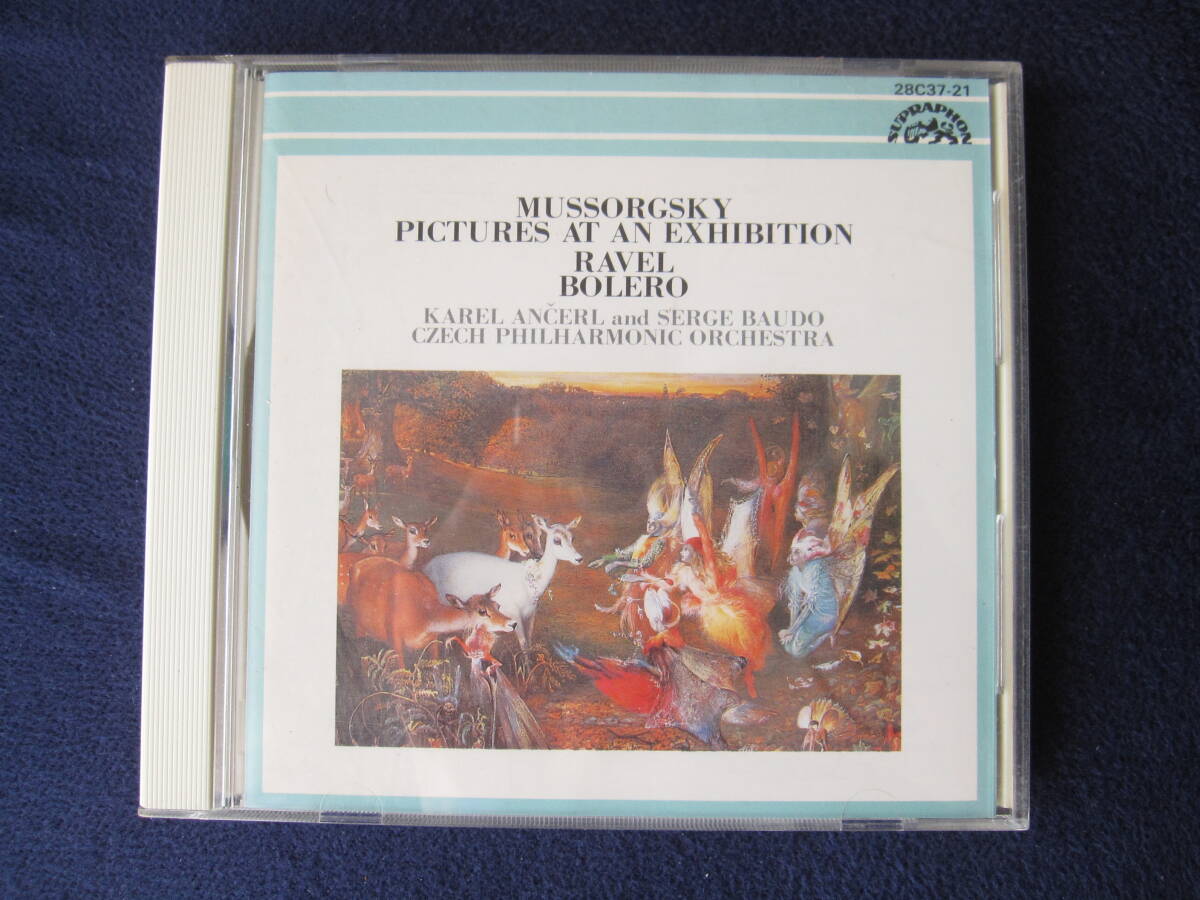 28C37-21
SUPRAPHON
MUSSORGSKY
PICTURES AT AN EXHIBITION
RAVEL
BOLERO
KAREL ANČERL and SERGE BAUDO
CZECH PHILHARMONIC ORCHESTRA